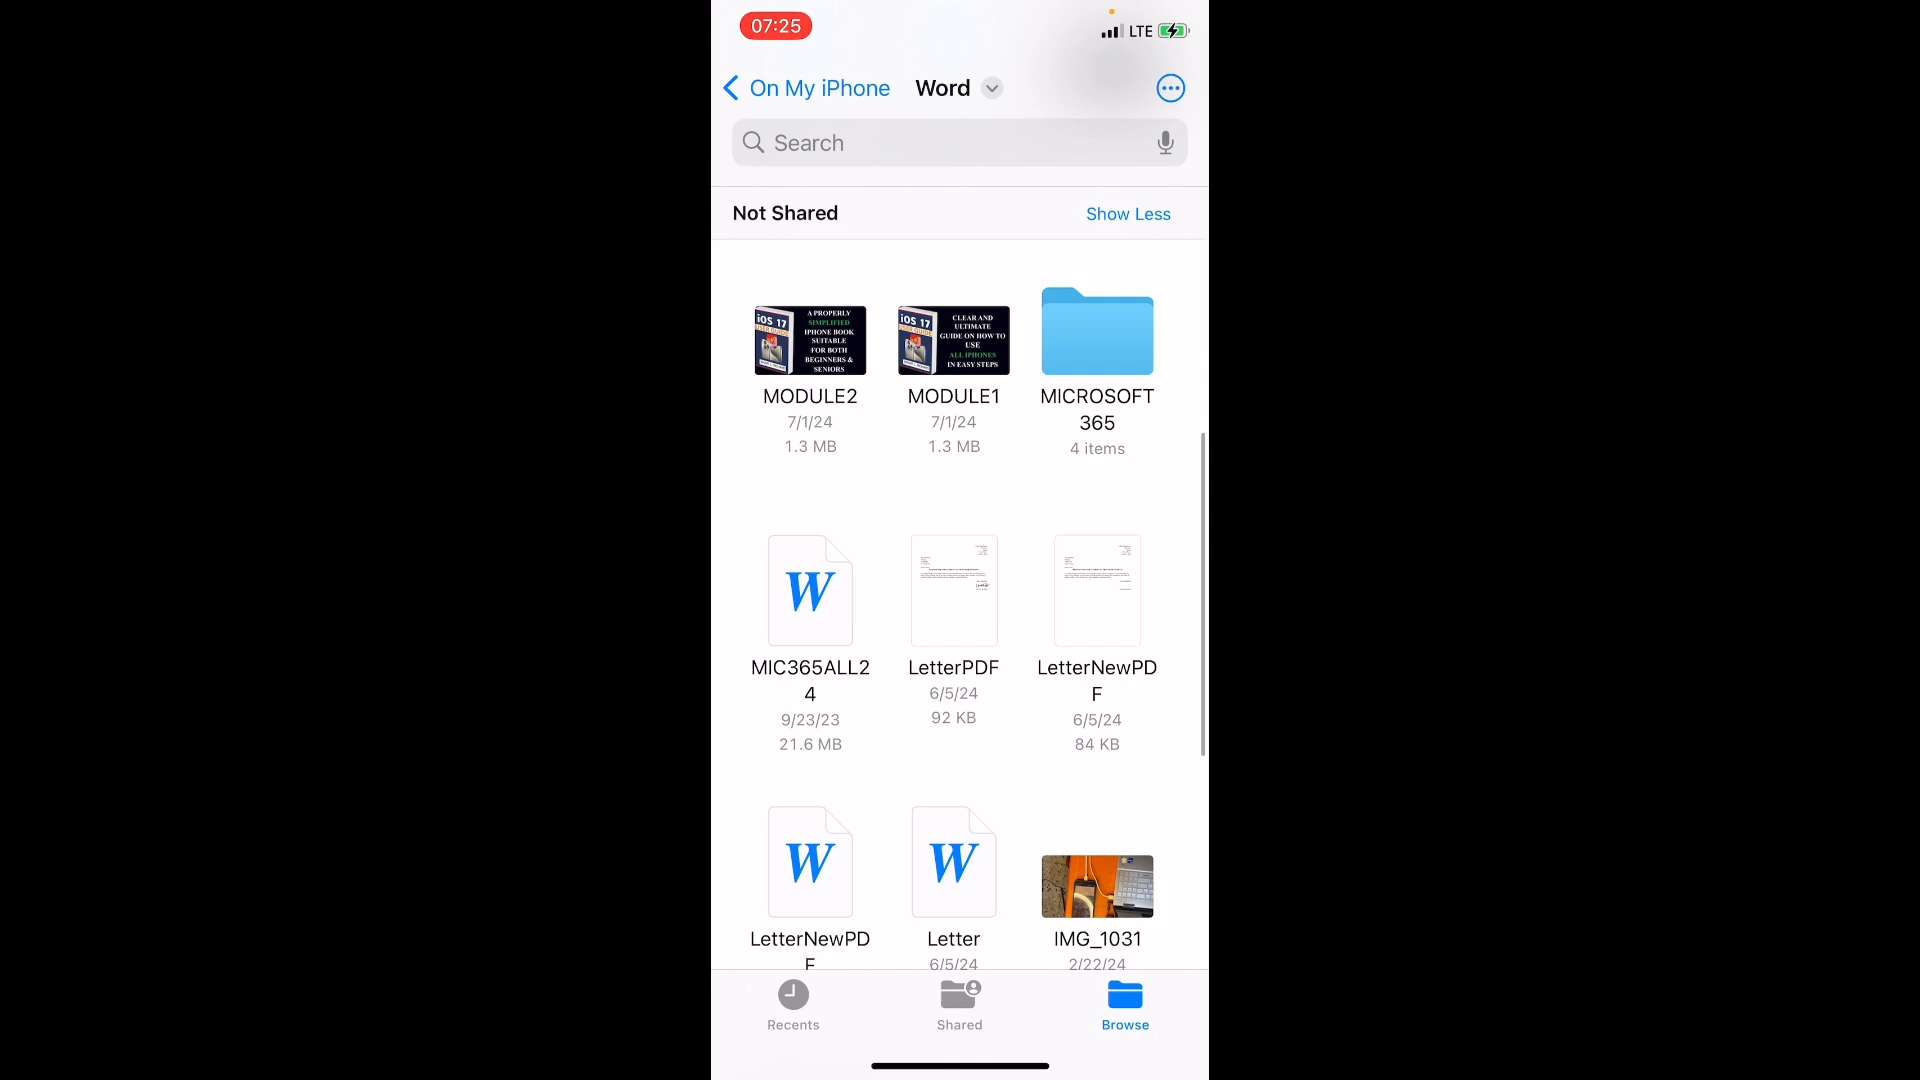 07:25
LTE
On My iPhone Word
Search
Not Shared
Show Less
iOS 17
USER GUIDE
A PROPERLY
SIMPLIFIED
IPHONE BOOK
SUITABLE
FOR BOTH
BEGINNERS &
SENIORS
iOS 17
USER GUIDE
CLEAR AND
ULTIMATE
GUIDE ON HOW TO
USE
ALL IPHONES
IN EASY STEPS
MODULE2
7/1/24
1.3 MB
MODULE1
7/1/24
1.3 MB
MICROSOFT
365
4 items
W
MIC365ALL2
4
9/23/23
21.6 MB
LetterPDF
6/5/24
92 KB
LetterNewPD
F
6/5/24
84 KB
W
LetterNewPD
F
W
Letter
6/5/24
IMG_1031
2/22/24
Recents
Shared
Browse